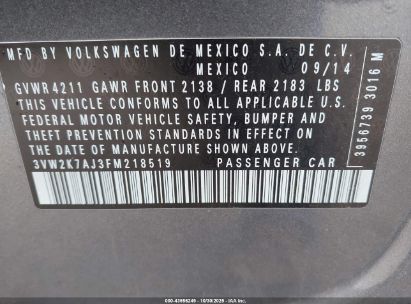 MFD BY VOLKSWAGEN DE MEXICO S.A. DE C.V.
MEXICO 09/14
GVWR 4211 GAWR FRONT 2138 / REAR 2183 LBS
THIS VEHICLE CONFORMS TO ALL APPLICABLE U.S.
FEDERAL MOTOR VEHICLE SAFETY, BUMPER AND
THEFT PREVENTION STANDARDS IN EFFECT ON THE
DATE OF MANUFACTURE SHOWN ABOVE.
3VW2K7AJ3FM218519 PASSENGER CAR
3956739 3016 M